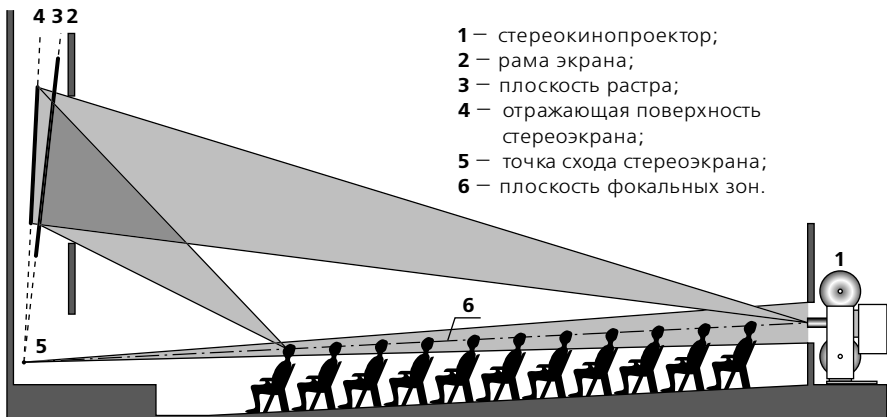 4 3 2
1 — стереокинопроектор;
2 — рама экрана;
3 — плоскость растра;
4 — отражающая поверхность
стереоэкрана;
5 — точка схода стереоэкрана;
6 — плоскость фокальных зон.
1
6
5